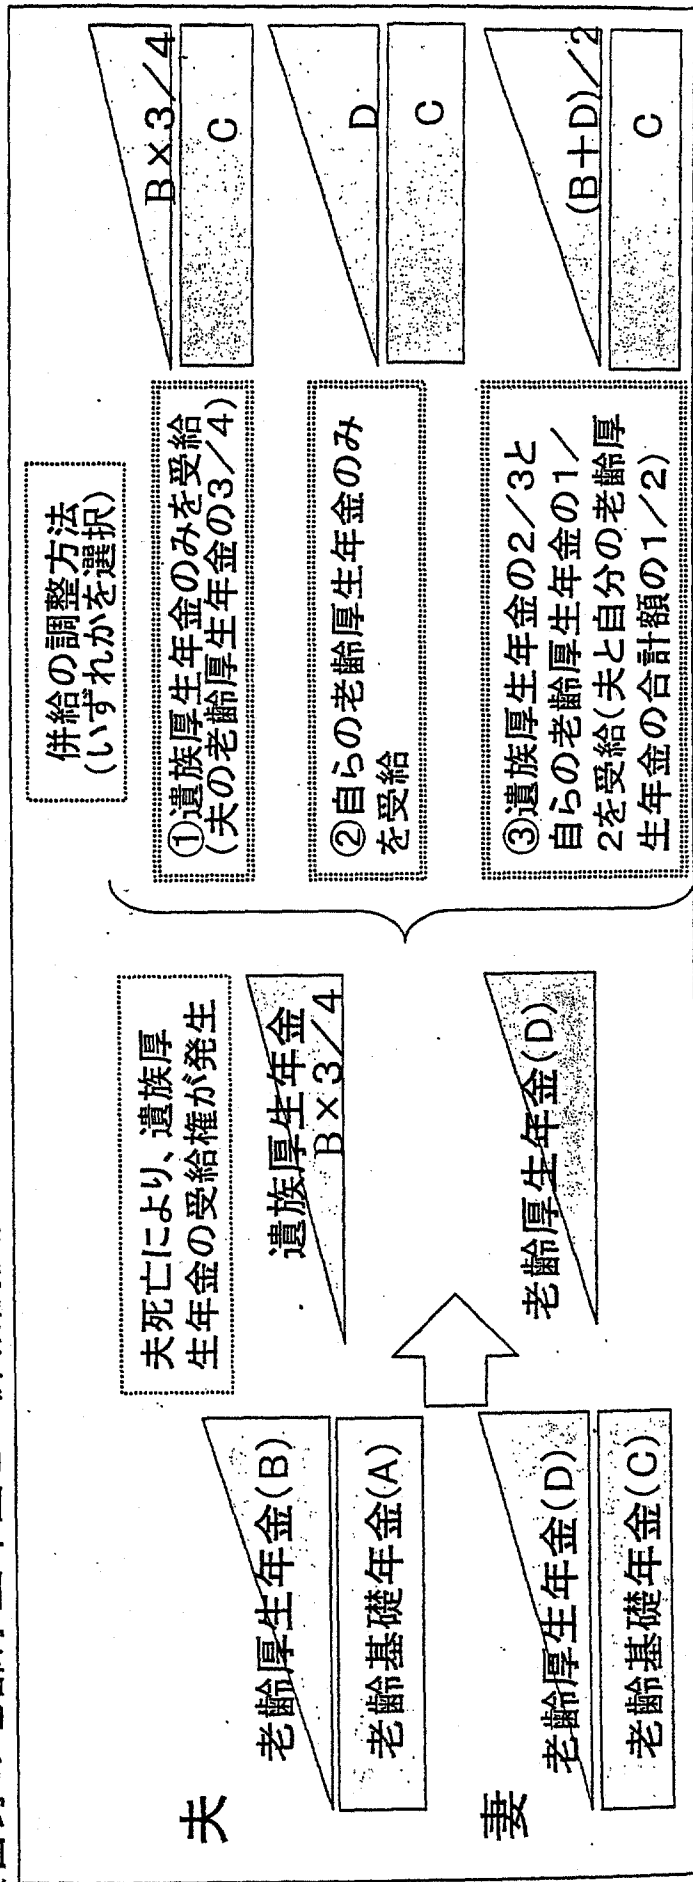 夫
老齢厚生年金(B)
老齢基礎年金(A)
妻
老齢厚生年金(D)
老齢基礎年金(C)
夫死亡により、遺族厚
生年金の受給権が発生
遺族厚生年金
B×3/4
老齢厚生年金(D)
併給の調整方法
(いずれかを選択)
①遺族厚生年金のみを受給
(夫の老齢厚生年金の3/4)
B×3/4
C
②自らの老齢厚生年金のみ
を受給
D
C
③遺族厚生年金の2/3と
自らの老齢厚生年金の1/
2を受給(夫と自分の老齢厚
生年金の合計額の1/2)
(B+D)/2
C